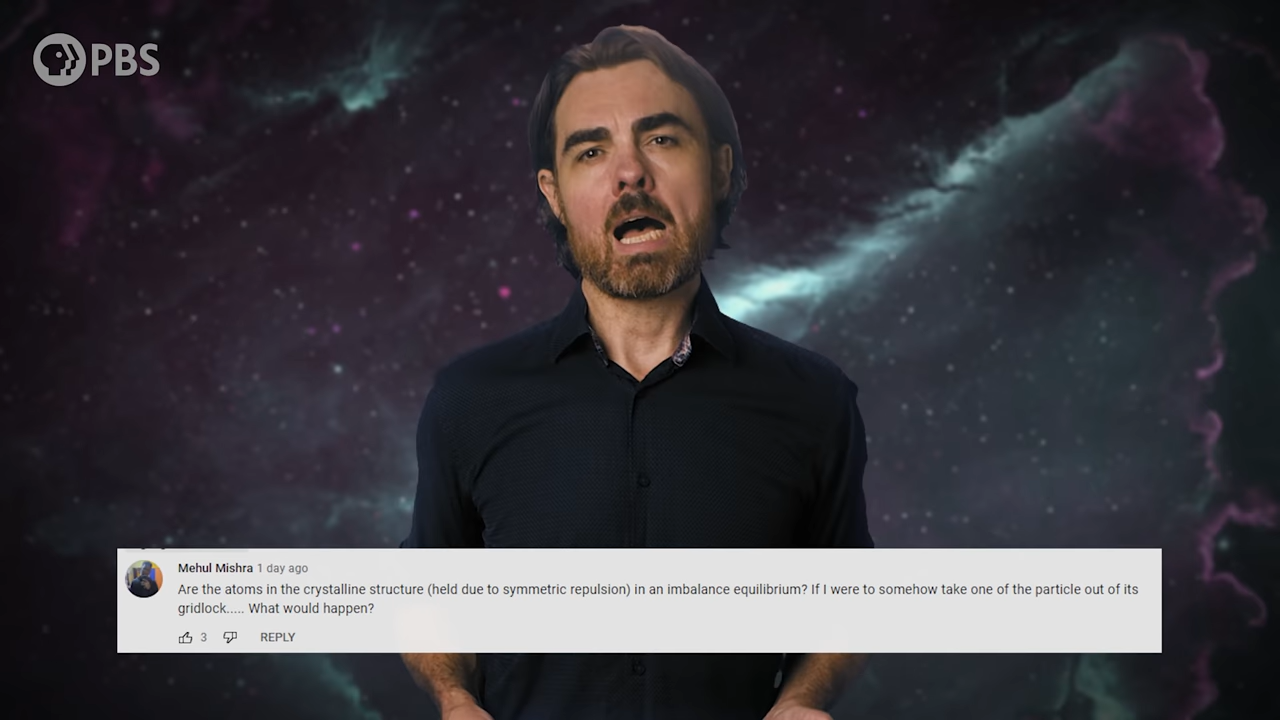 PBS
Mehul Mishra 1 day ago
Are the atoms in the crystalline structure (held due to symmetric repulsion) in an imbalance equilibrium? If I were to somehow take one of the particle out of its
gridlock..... What would happen?
3 REPLY